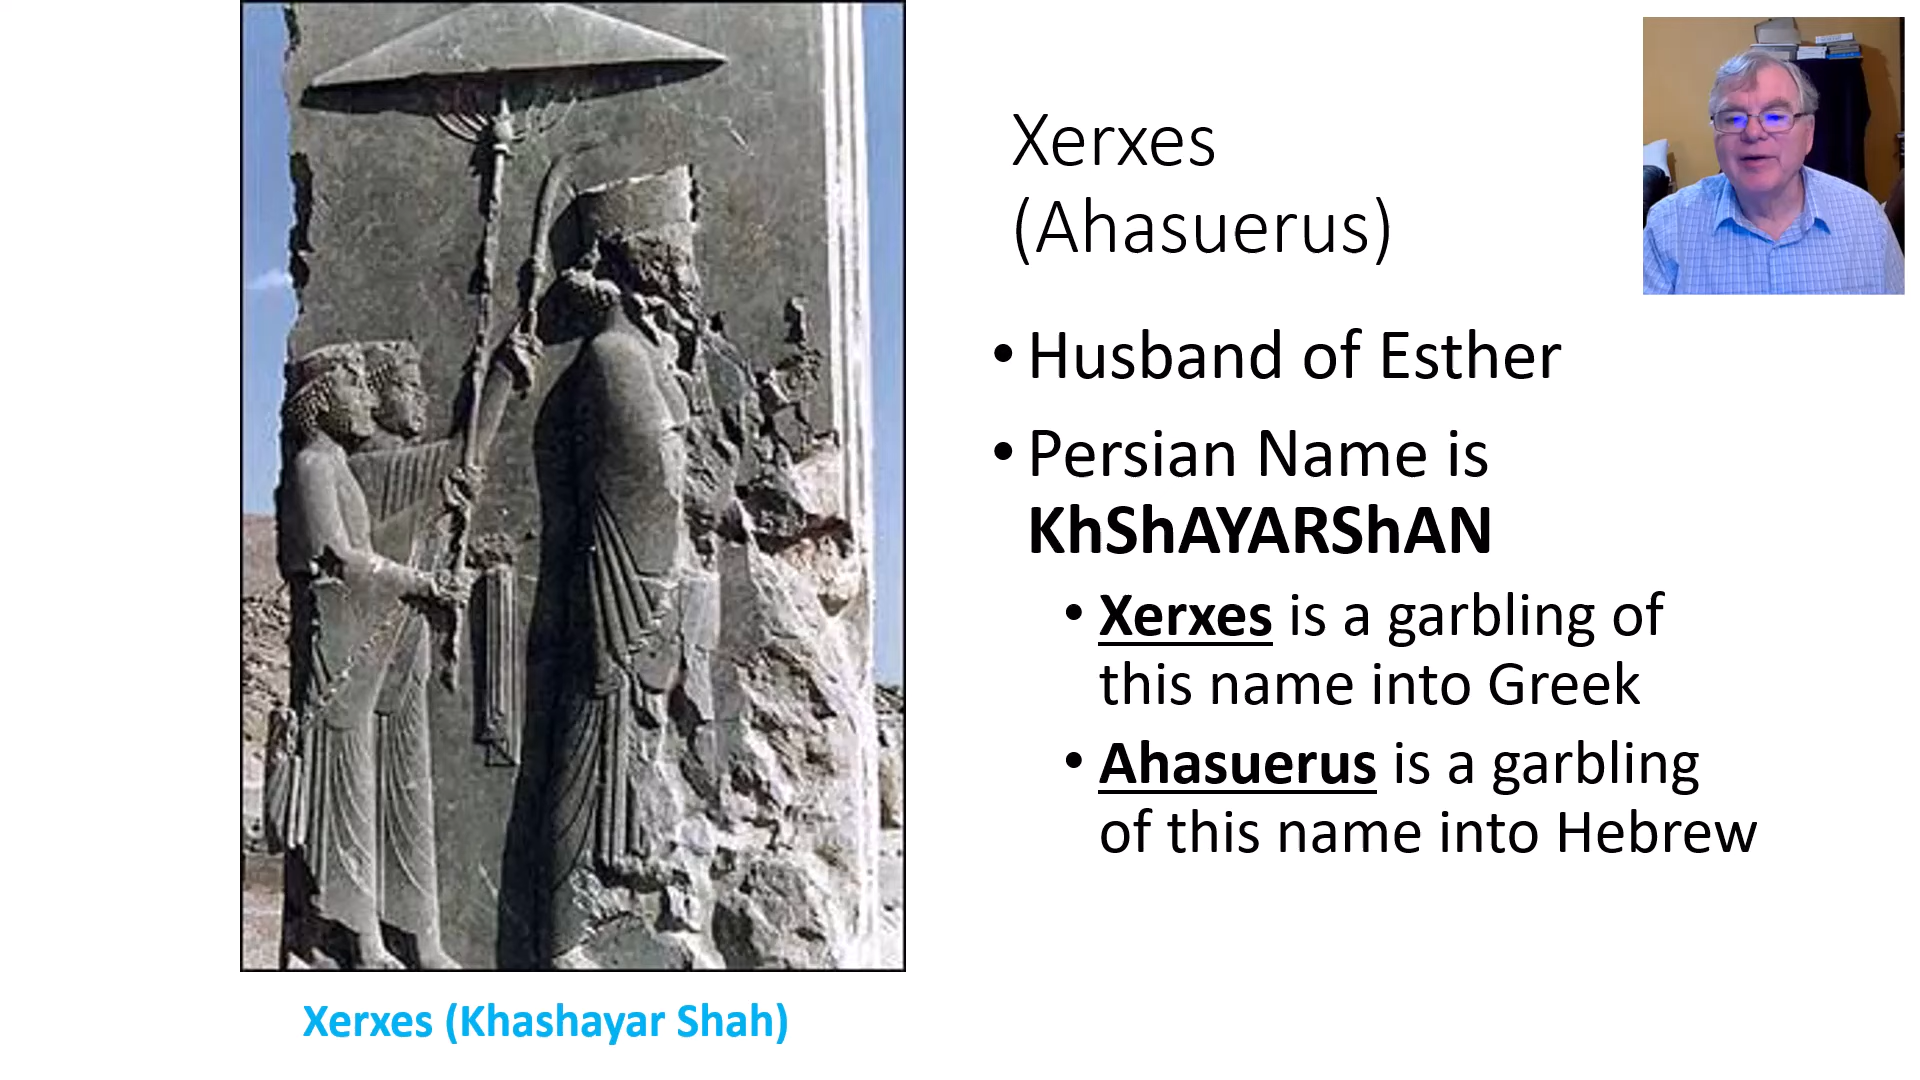 Xerxes
(Ahasuerus)
• Husband of Esther
• Persian Name is
KhShAYARShAN
• Xerxes is a garbling of
this name into Greek
• Ahasuerus is a garbling
of this name into Hebrew
Xerxes (Khashayar Shah)